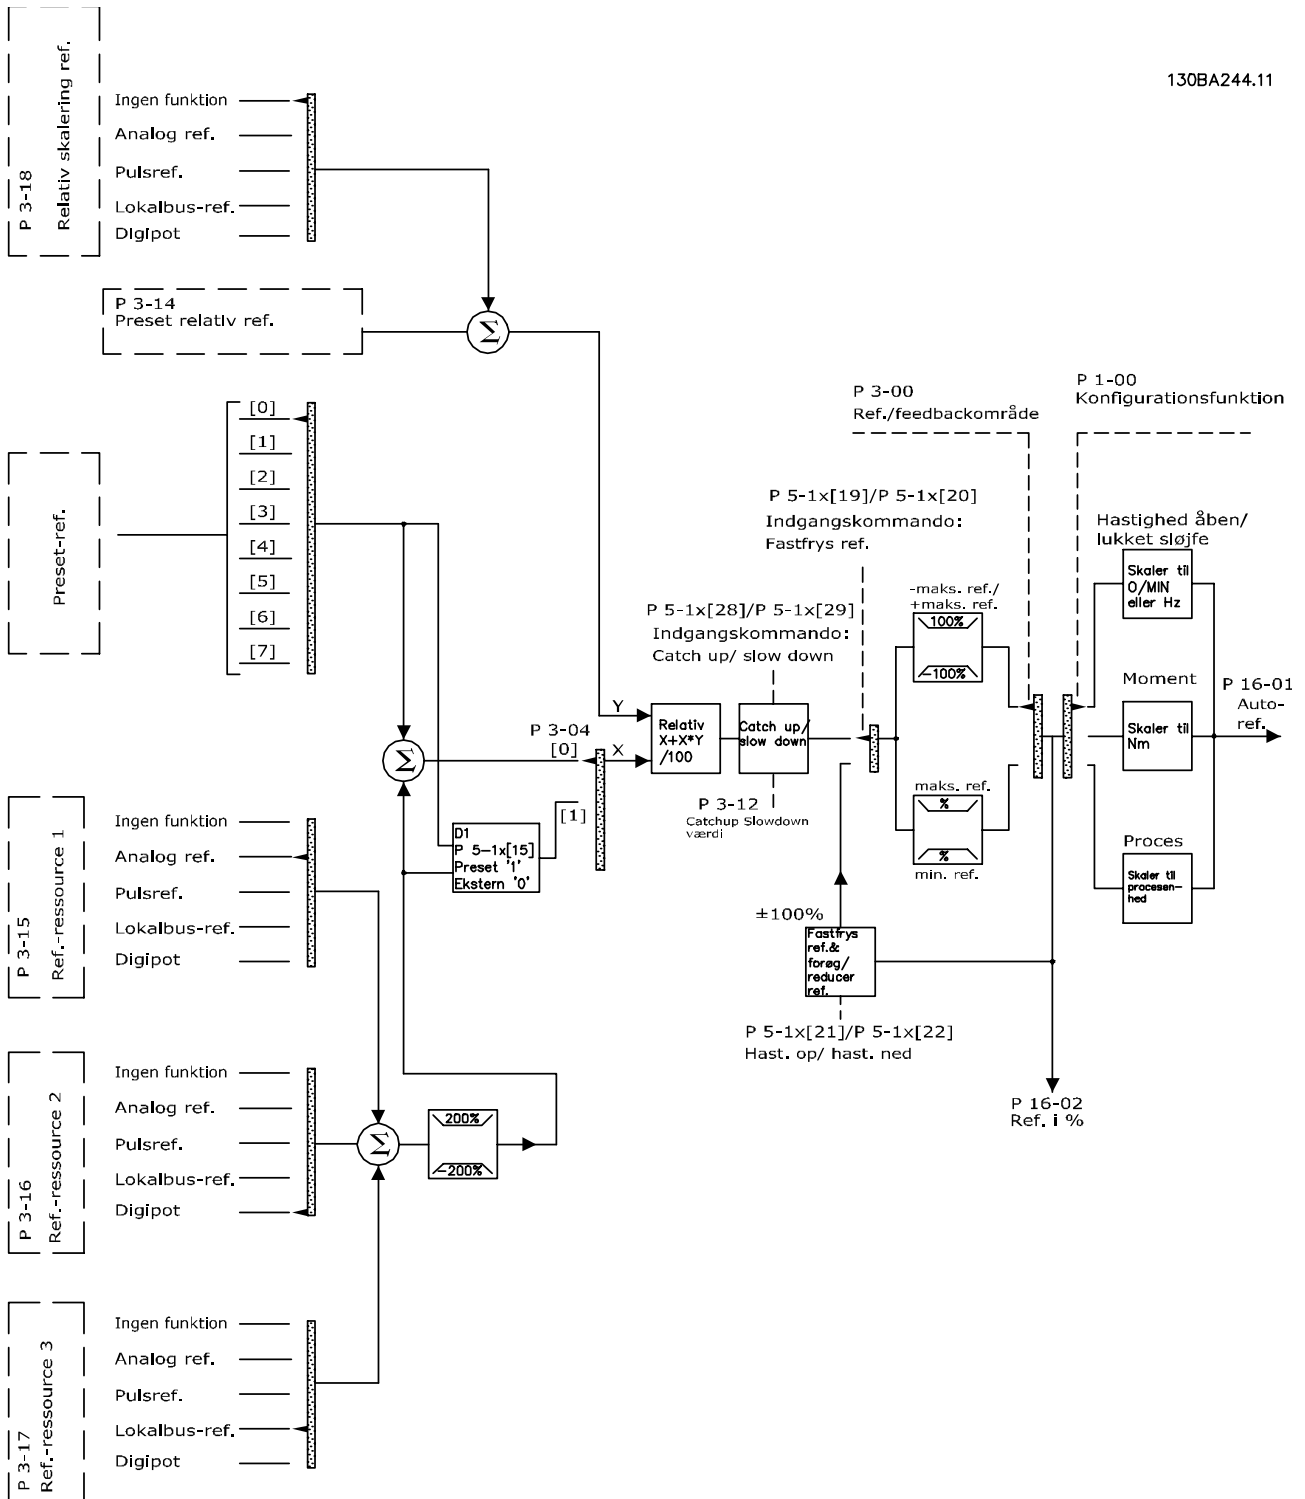 130BA244.11
P 3-18
Relativ skalering ref.
Ingen funktion
Analog ref.
Pulsref.
Lokalbus-ref.
Digipot
P 3-14
Preset relativ ref.
Σ
Preset-ref.
[0]
[1]
[2]
[3]
[4]
[5]
[6]
[7]
P 3-00
Ref./feedbackområde
P 1-00
Konfigurationsfunktion
P 5-1x[19]/P 5-1x[20]
Indgangskommando:
Fastfrys ref.
P 5-1x[28]/P 5-1x[29]
Indgangskommando:
Catch up/ slow down
-maks. ref./
+maks. ref.
100%
-100%
Hastighed åben/
lukket sløjfe
Skaler til
O/MIN
eller Hz
Moment
Skaler til
Nm
P 16-01
Auto-
ref.
Y
X
Relativ
X+X*Y
/100
Catch up/
slow down
P 3-12
Catchup Slowdown
værdi
P 3-04
[0]
[1]
Σ
D1
P 5-1x[15]
Preset '1'
Ekstern '0'
maks. ref.
%
%
min. ref.
Proces
Skaler til
procesen-
hed
±100%
Fastfrys
ref.&
forøg/
reducer
ref.
P 5-1x[21]/P 5-1x[22]
Hast. op/ hast. ned
P 16-02
Ref. i %
P 3-15
Ref.-ressource 1
Ingen funktion
Analog ref.
Pulsref.
Lokalbus-ref.
Digipot
P 3-16
Ref.-ressource 2
Ingen funktion
Analog ref.
Pulsref.
Lokalbus-ref.
Digipot
Σ
200%
-200%
P 3-17
Ref.-ressource 3
Ingen funktion
Analog ref.
Pulsref.
Lokalbus-ref.
Digipot